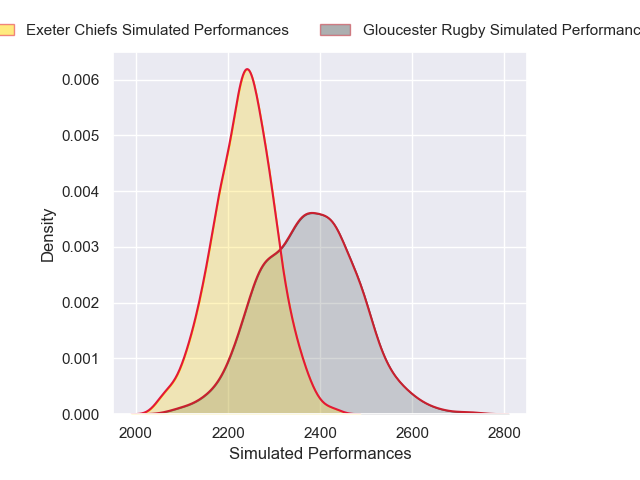 Exeter Chiefs Simulated Performances Gloucester Rugby Simulated Performanc
0.006
0.005
0.004
0.003
0.002
0.001
0.000
Density
2000 2200 2400 2600 2800
Simulated Performances